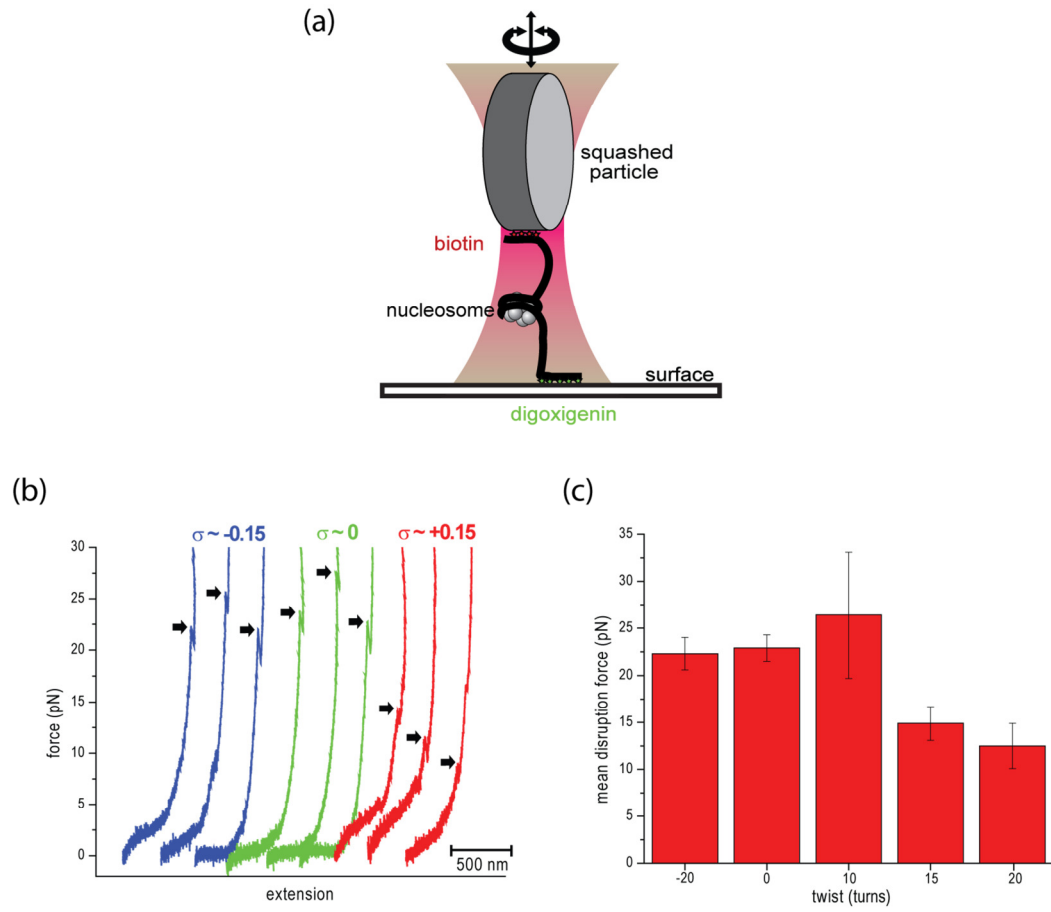 (a)
squashed
particle
biotin
nucleosome
surface
digoxigenin
(b)
σ ~ -0.15
σ ~ 0
σ ~ +0.15
30
25
20
15
10
5
0
force (pN)
500 nm
extension
(c)
35
30
25
20
15
10
5
0
mean disruption force (pN)
-20
0
10
15
20
twist (turns)